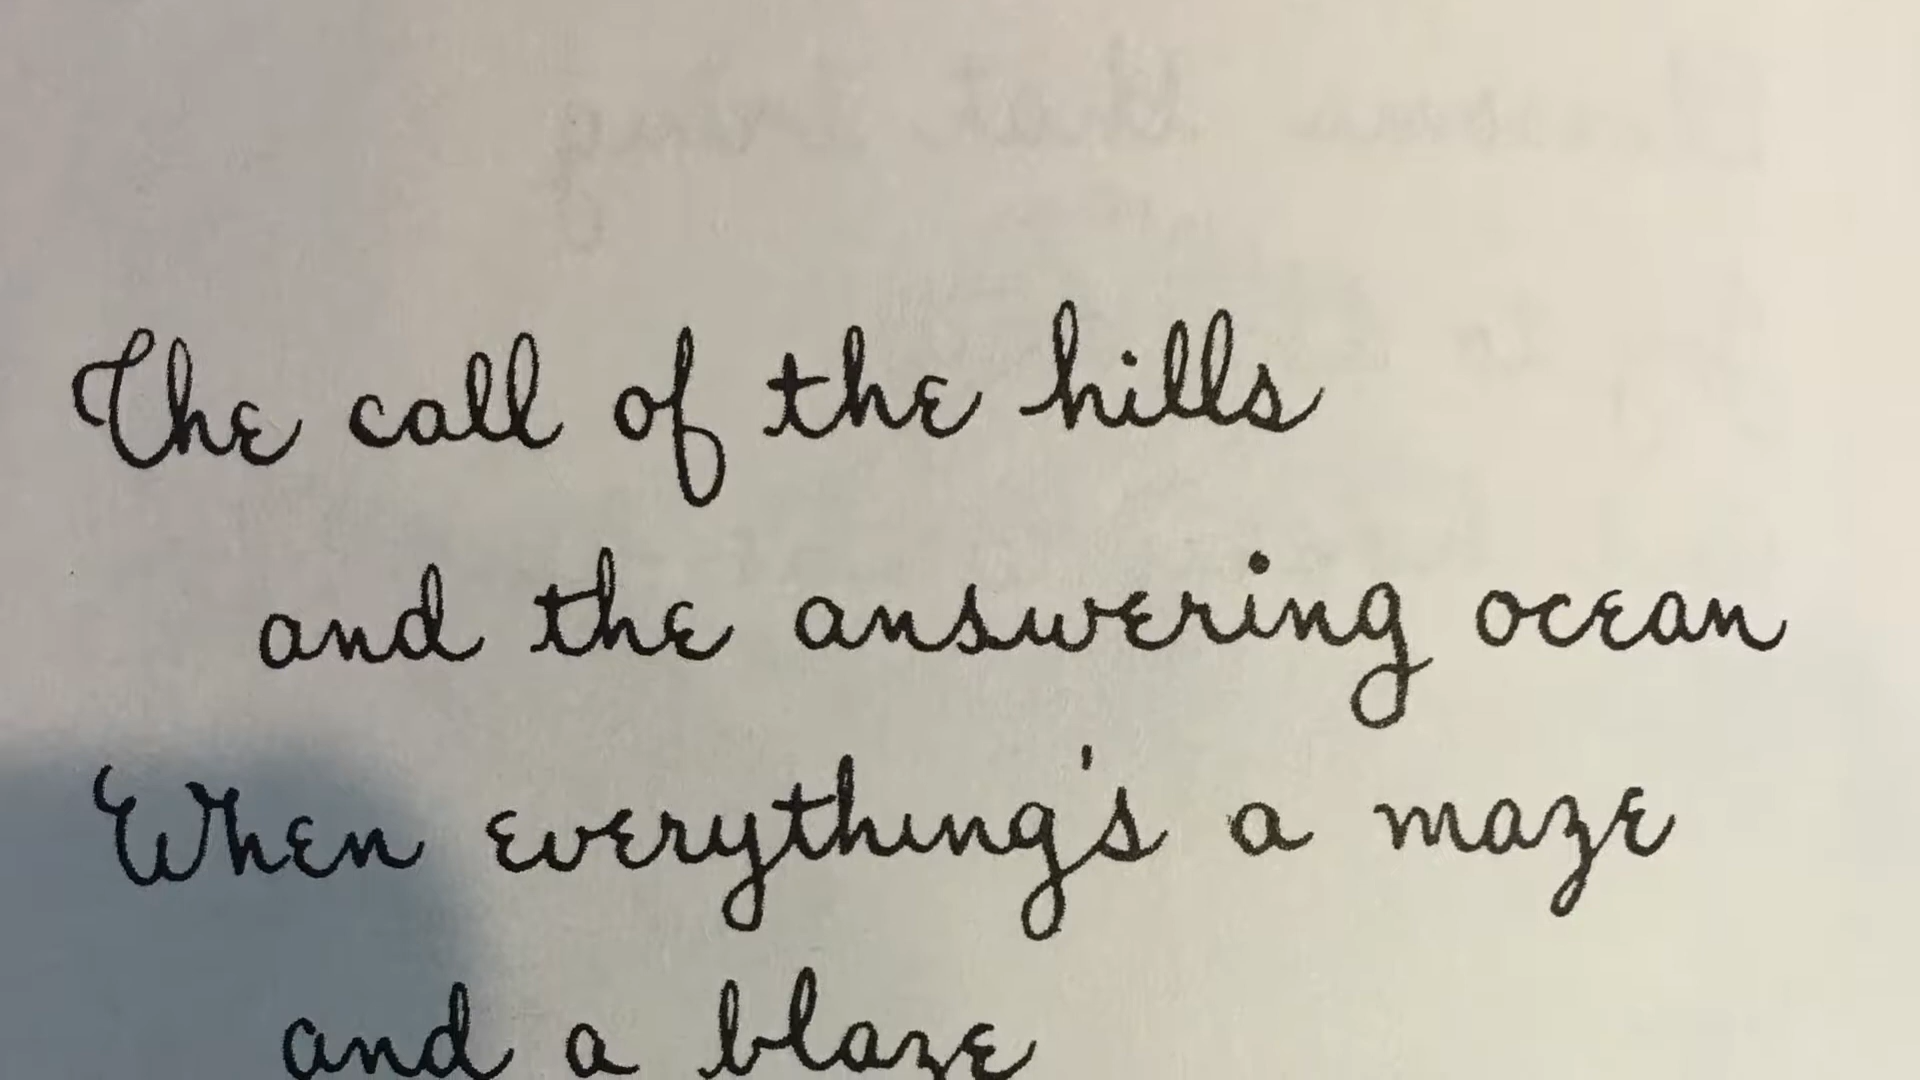 The call of the hills
and the answering ocean
When everything's a maze
and a blaze